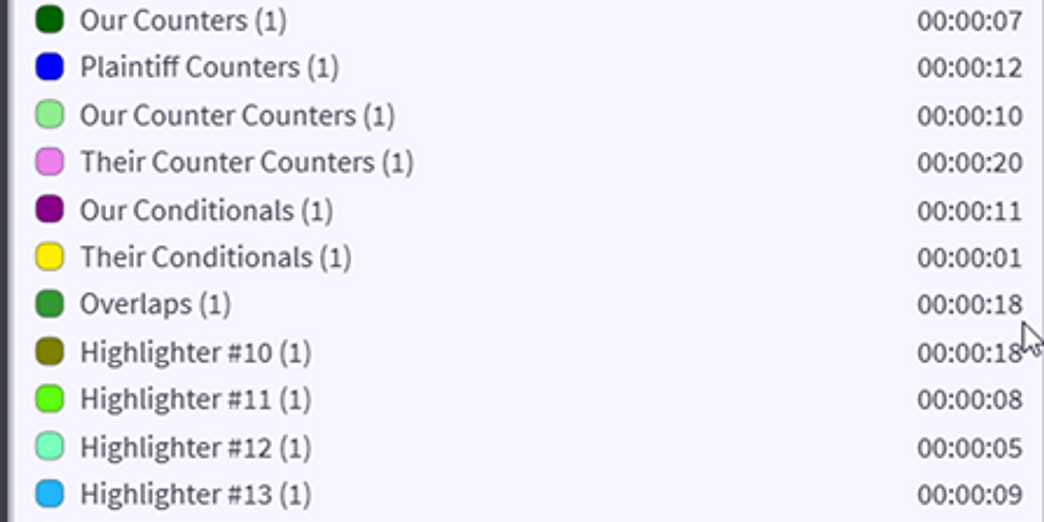 Our Counters (1) 00:00:07
Plaintiff Counters (1) 00:00:12
Our Counter Counters (1) 00:00:10
Their Counter Counters (1) 00:00:20
Our Conditionals (1) 00:00:11
Their Conditionals (1) 00:00:01
Overlaps (1) 00:00:18
Highlighter #10 (1) 00:00:18
Highlighter #11 (1) 00:00:08
Highlighter #12 (1) 00:00:05
Highlighter #13 (1) 00:00:09